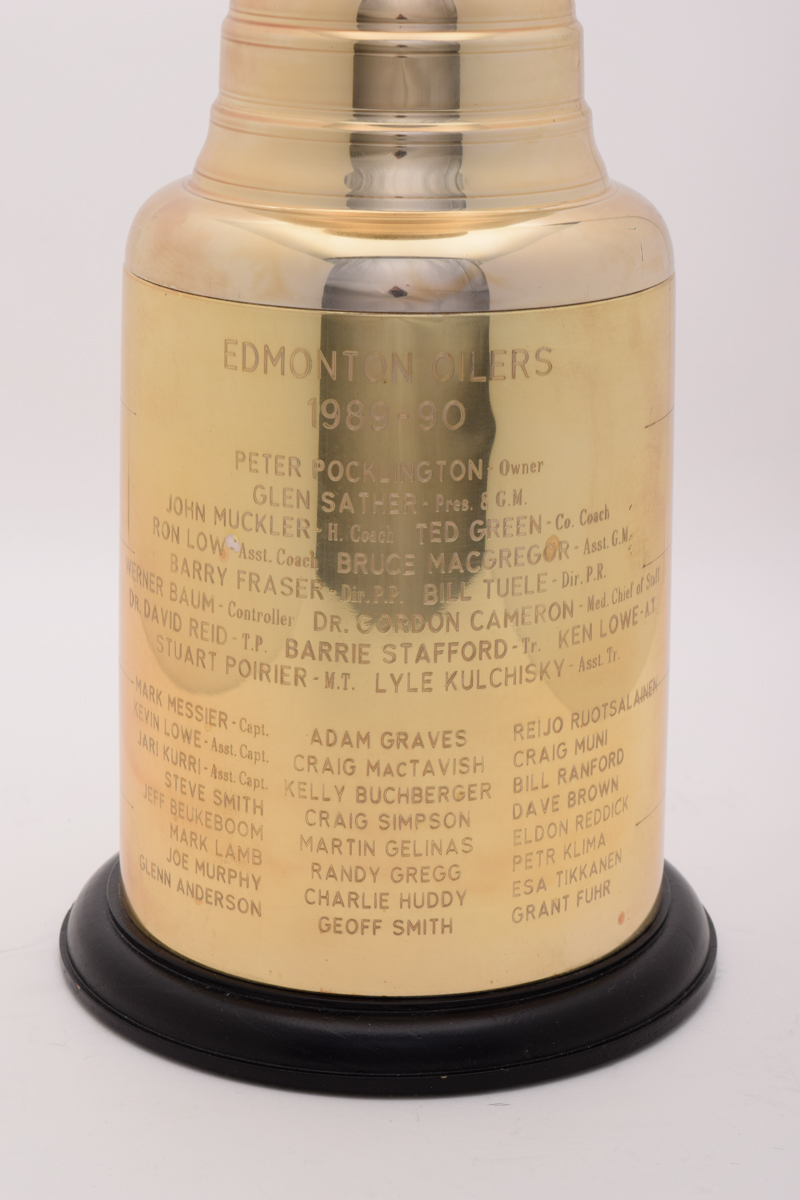 EDMONTON OILERS
1989-90
PETER POCKLINGTON - Owner
GLEN SATHER - Pres. & G.M.
JOHN MUCKLER - H. Coach TED GREEN - Co. Coach
RON LOW - Asst. Coach BRUCE MACGREGOR - Asst. G.M.
BARRY FRASER - Dir. P.P. BILL TUELE - Dir. P.R.
WERNER BAUM - Controller DR. GORDON CAMERON - Med. Chief of Staff
DR. DAVID REID - T.P. BARRIE STAFFORD - Tr. KEN LOWE - A.T.
STUART POIRIER - M.T. LYLE KULCHISKY - Asst. Tr.
MARK MESSIER - Capt.
KEVIN LOWE - Asst. Capt.
JARI KURRI - Asst. Capt.
STEVE SMITH
JEFF BEUKEBOOM
MARK LAMB
JOE MURPHY
GLENN ANDERSON
ADAM GRAVES
CRAIG MACTAVISH
KELLY BUCHBERGER
CRAIG SIMPSON
MARTIN GELINAS
RANDY GREGG
CHARLIE HUDDY
GEOFF SMITH
REIJO RUOTSALAINEN
CRAIG MUNI
BILL RANFORD
DAVE BROWN
ELDON REDDICK
PETR KLIMA
ESA TIKKANEN
GRANT FUHR